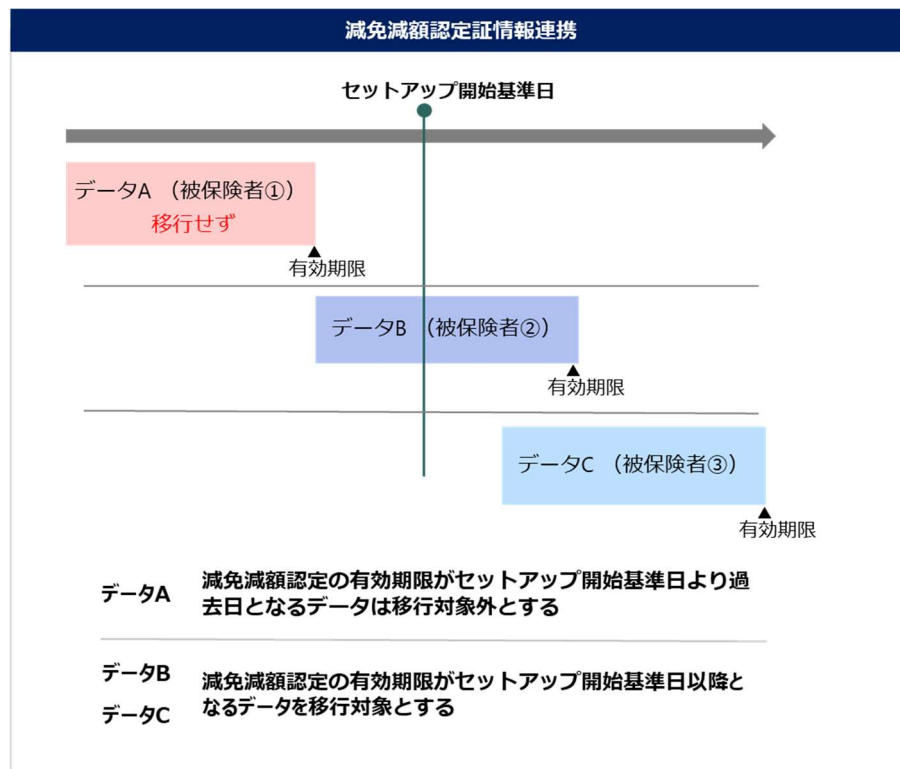 減免減額認定証情報連携
セットアップ開始基準日
データA （被保険者①）
移行せず
▲
有効期限
データB （被保険者②）
▲
有効期限
データC （被保険者③）
▲
有効期限
データA
減免減額認定の有効期限がセットアップ開始基準日より過
去日となるデータは移行対象外とする
データB
データC
減免減額認定の有効期限がセットアップ開始基準日以降と
なるデータを移行対象とする